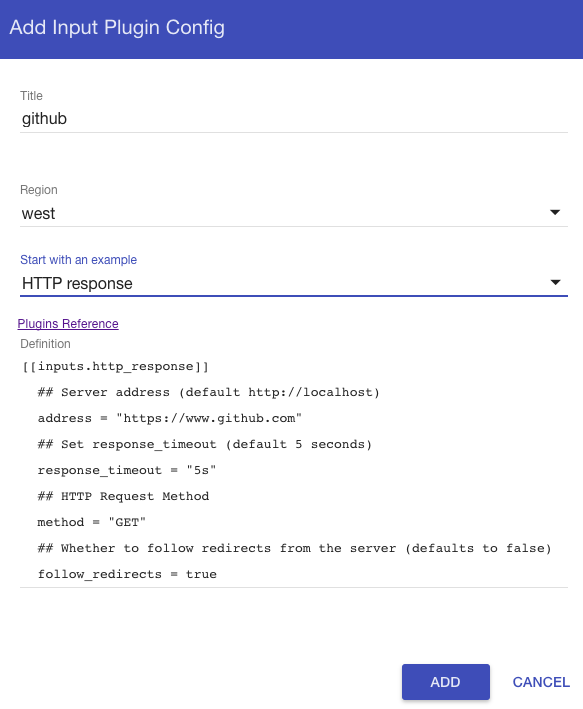 Add Input Plugin Config
Title
github
Region
west
Start with an example
HTTP response
Plugins Reference
Definition
[[inputs.http_response]]
  ## Server address (default http://localhost)
  address = "https://www.github.com"
  ## Set response_timeout (default 5 seconds)
  response_timeout = "5s"
  ## HTTP Request Method
  method = "GET"
  ## Whether to follow redirects from the server (defaults to false)
  follow_redirects = true
ADD CANCEL